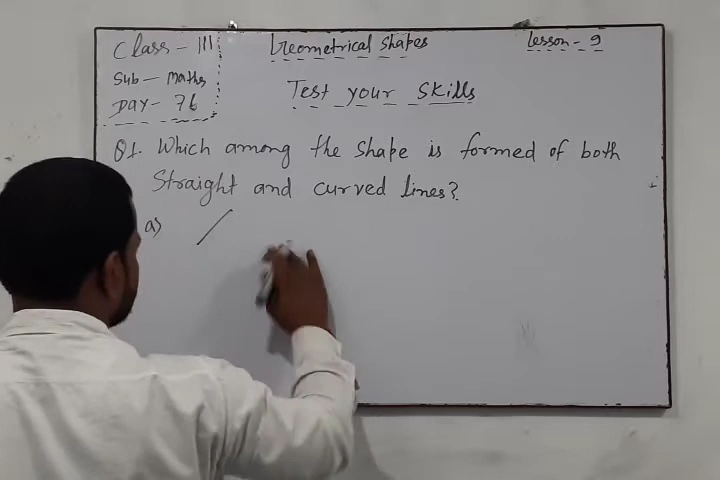 Class - III
Sub - Maths
Day - 76
Geometrical Shapes
Lesson - 9
Test your Skills
Q1. Which among the shape is formed of both
Straight and curved lines?
a)